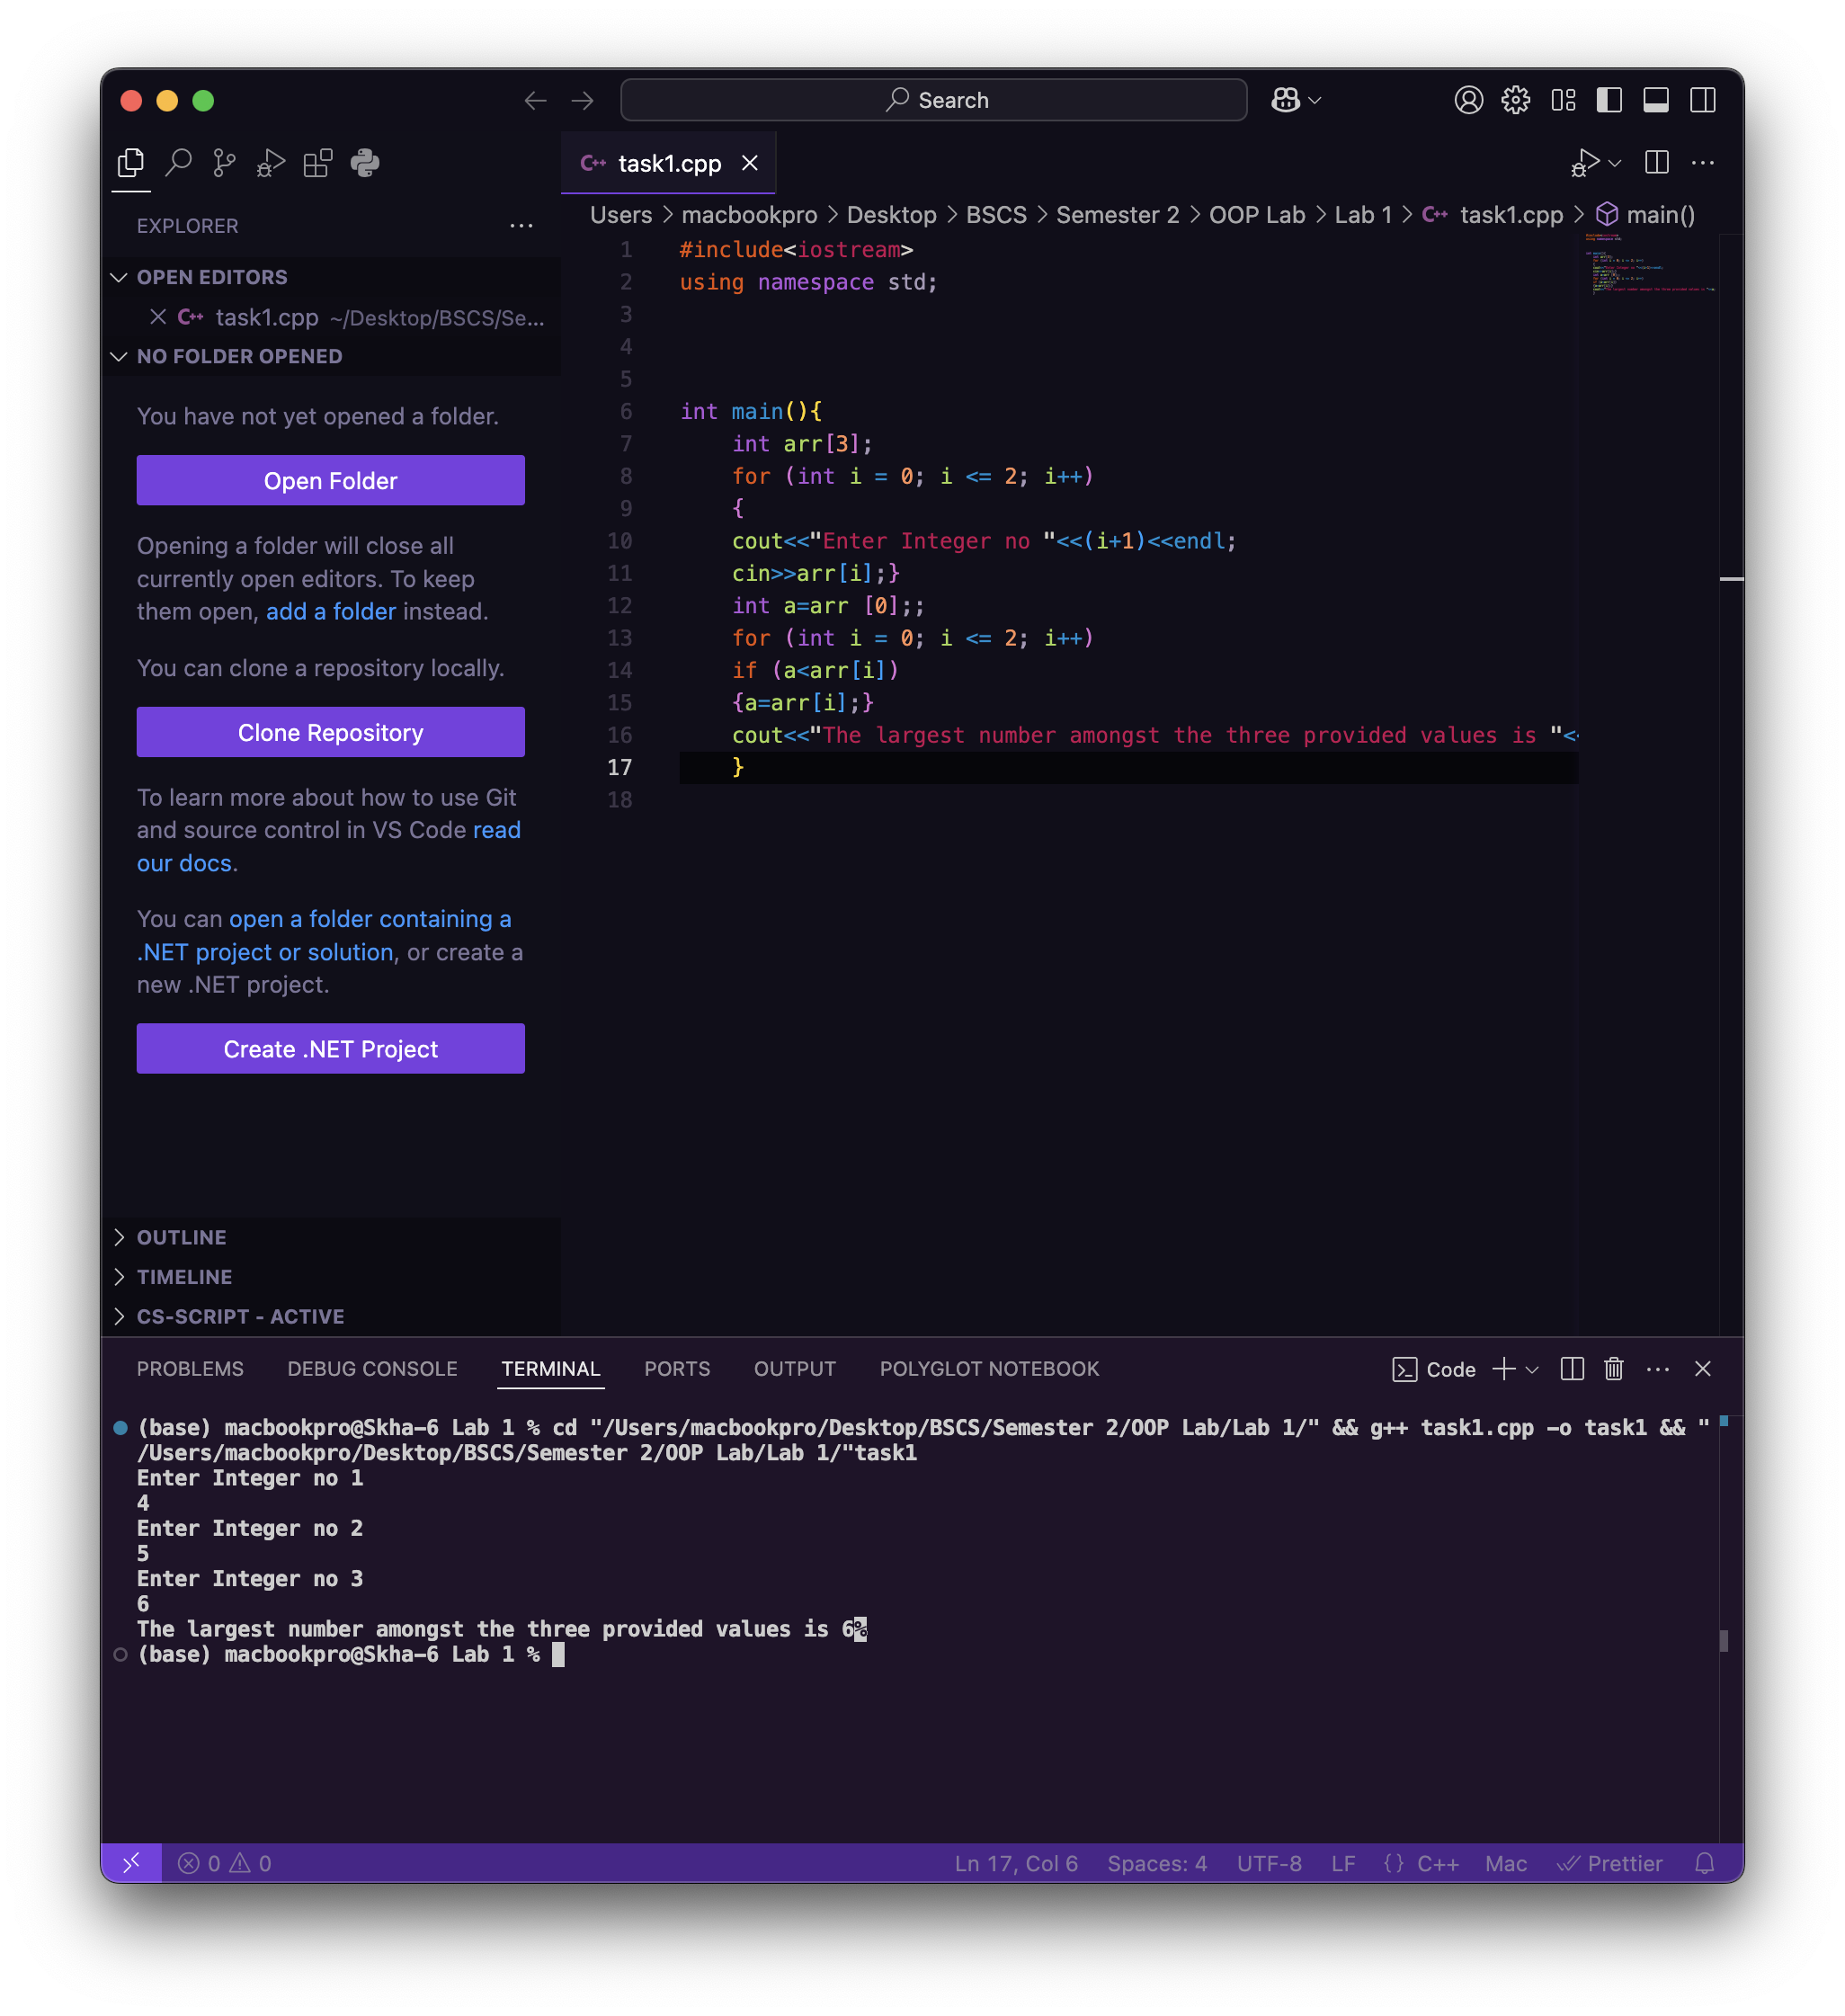 Search
task1.cpp
EXPLORER
Users > macbookpro > Desktop > BSCS > Semester 2 > OOP Lab > Lab 1 > C++ task1.cpp > main()
OPEN EDITORS
C++ task1.cpp ~/Desktop/BSCS/Se...
NO FOLDER OPENED
You have not yet opened a folder.
Open Folder
Opening a folder will close all
currently open editors. To keep
them open, add a folder instead.
You can clone a repository locally.
Clone Repository
To learn more about how to use Git
and source control in VS Code read
our docs.
You can open a folder containing a
.NET project or solution, or create a
new .NET project.
Create .NET Project
OUTLINE
TIMELINE
CS-SCRIPT - ACTIVE
1 #include<iostream>
2 using namespace std;
3
4
5
6 int main(){
7 int arr[3];
8 for (int i = 0; i <= 2; i++)
9 {
10 cout<<"Enter Integer no "<<(i+1)<<endl;
11 cin>>arr[i];}
12 int a=arr [0];;
13 for (int i = 0; i <= 2; i++)
14 if (a<arr[i])
15 {a=arr[i];}
16 cout<<"The largest number amongst the three provided values is "<<
17 }
18
PROBLEMS DEBUG CONSOLE TERMINAL PORTS OUTPUT POLYGLOT NOTEBOOK Code
(base) macbookpro@Skha-6 Lab 1 % cd "/Users/macbookpro/Desktop/BSCS/Semester 2/OOP Lab/Lab 1/" && g++ task1.cpp -o task1 && "
/Users/macbookpro/Desktop/BSCS/Semester 2/OOP Lab/Lab 1/"task1
Enter Integer no 1
4
Enter Integer no 2
5
Enter Integer no 3
6
The largest number amongst the three provided values is 6%
(base) macbookpro@Skha-6 Lab 1 %
0 0 Ln 17, Col 6 Spaces: 4 UTF-8 LF {} C++ Mac Prettier